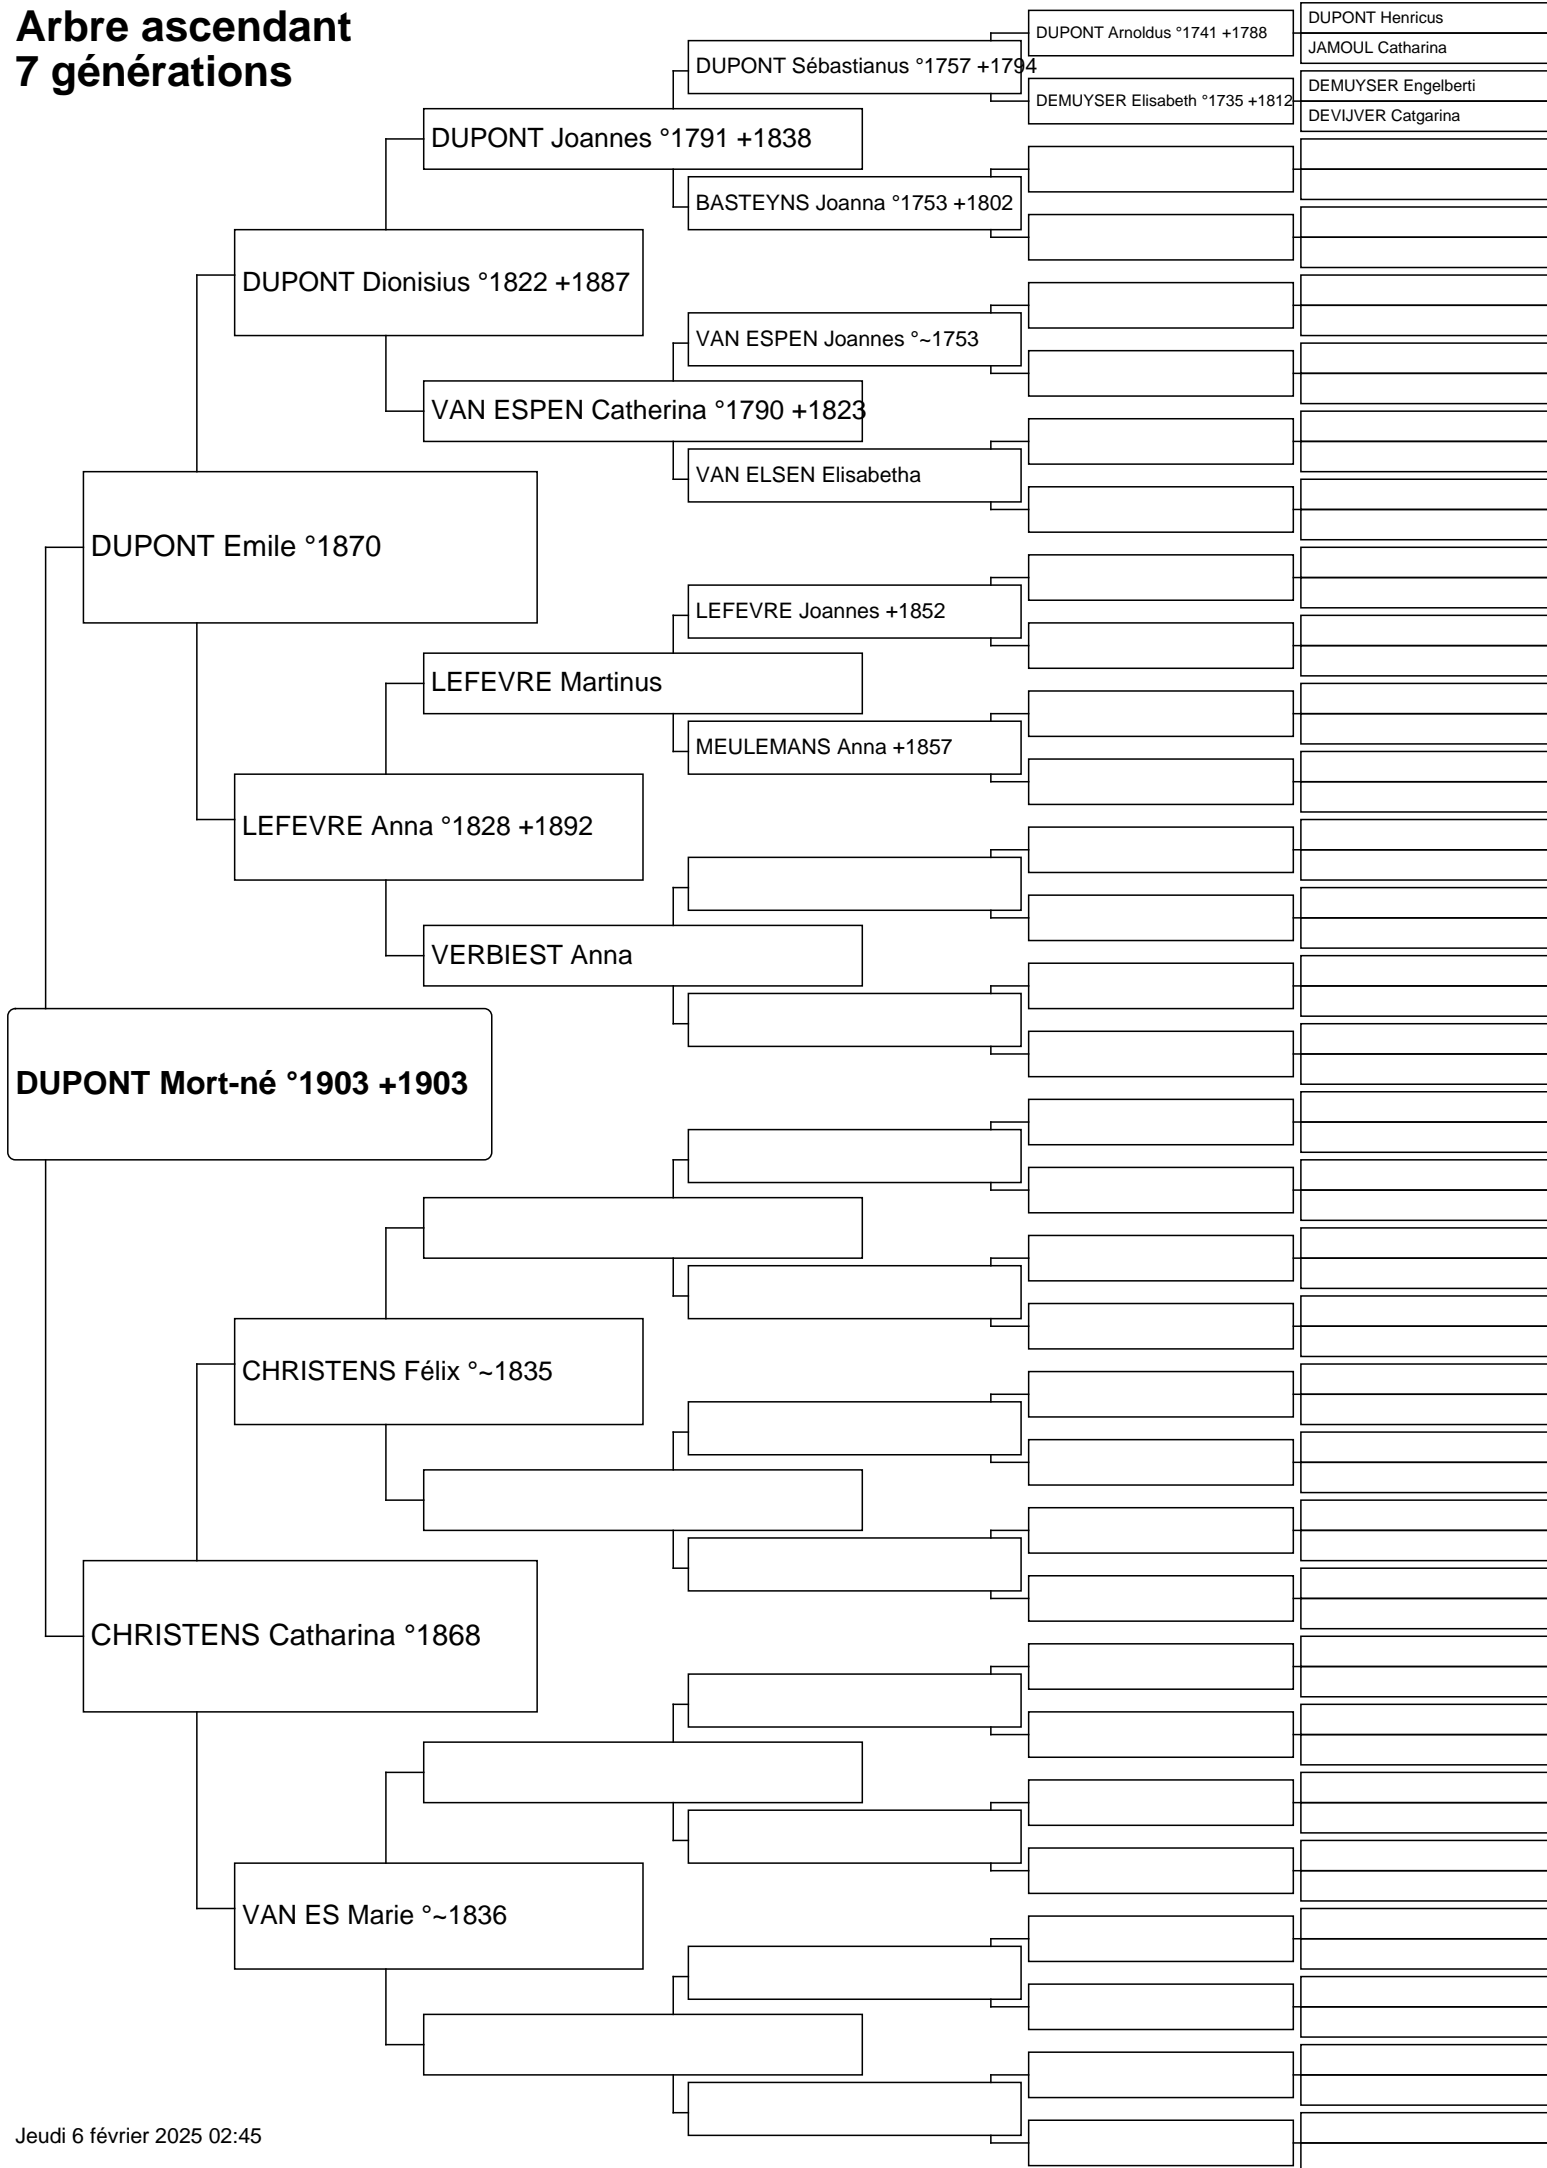 Arbre ascendant
7 générations
DUPONT Henricus
DUPONT Arnoldus °1741 +1788
JAMOUL Catharina
DUPONT Sébastianus °1757 +1794
DEMUYSER Engelberti
DEMUYSER Elisabeth °1735 +1812
DEVIJVER Catgarina
DUPONT Joannes °1791 +1838
BASTEYNS Joanna °1753 +1802
DUPONT Dionisius °1822 +1887
VAN ESPEN Joannes °~1753
VAN ESPEN Catherina °1790 +1823
VAN ELSEN Elisabetha
DUPONT Emile °1870
LEFEVRE Joannes +1852
LEFEVRE Martinus
MEULEMANS Anna +1857
LEFEVRE Anna °1828 +1892
VERBIEST Anna
DUPONT Mort-né °1903 +1903
CHRISTENS Félix °~1835
CHRISTENS Catharina °1868
VAN ES Marie °~1836
Jeudi 6 février 2025 02:45